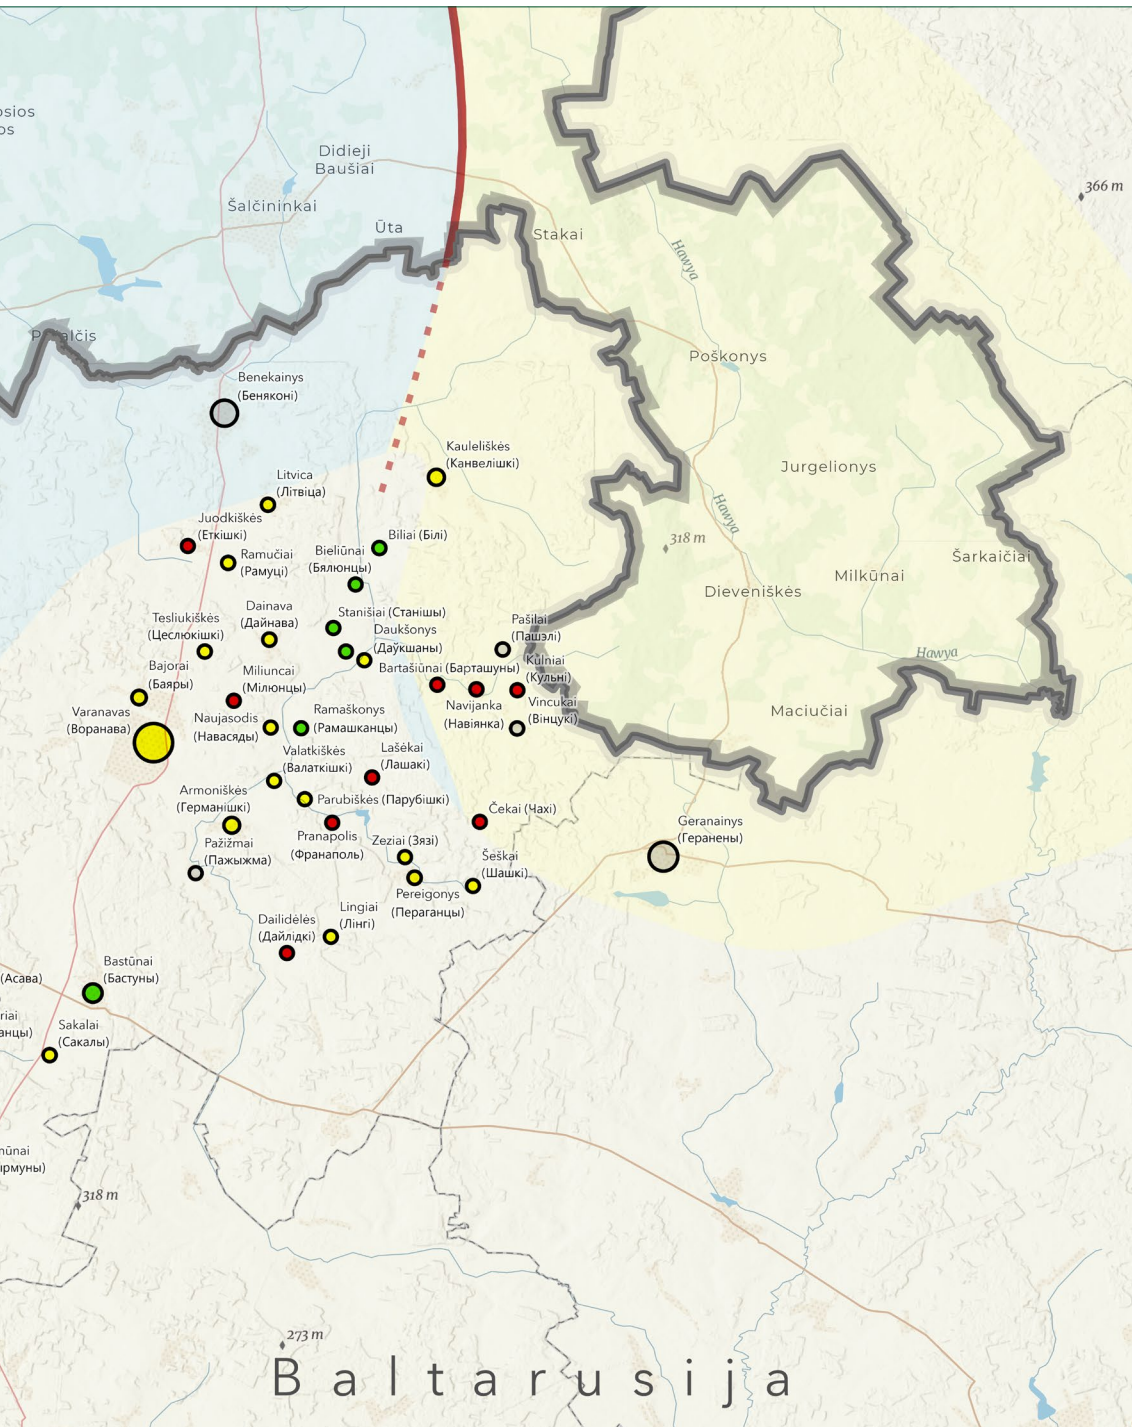 366 m
Didieji
Baušiai
Šalčininkai
Ūta
Stakai
Hawya
Poškonys
Benekainys
(Беняконі)
Kauleliškės
(Канвелішкі)
Jurgelionys
Litvica
(Літвіца)
Juodkiškės
(Еткішкі)
Hawya
318 m
Biliai (Білі)
Bieliūnai
(Бялюнцы)
Ramučiai
(Рамуці)
Šarkaičiai
Milkūnai
Dieveniškės
Dainava
(Дайнава)
Stanišiai (Станішы)
Tesliukiškės
(Цеслюкішкі)
Daukšonys
(Даўкшаны)
Pašilai
(Пашэлі)
Hawya
Bajorai
(Баяры)
Miliuncai
(Мілюнцы)
Bartašiūnai (Барташуны)
Kulniai
(Кульні)
Varanavas
(Воранава)
Naujasodis
(Навасяды)
Ramaškonys
(Рамашканцы)
Navijanka
(Навіянка)
Vincukai
(Вінцукі)
Maciučiai
Valatkiškės
(Валаткішкі)
Lašėkai
(Лашакі)
Armoniškės
(Германішкі)
Parubiškės (Парубішкі)
Čekai (Чахі)
Geranainys
(Геранены)
Pažižmai
(Пажыжма)
Pranapolis
(Франаполь)
Zeziai (Зязі)
Šeškai
(Шашкі)
Pereigonys
(Пераганцы)
Dailidėlės
(Дайлідкі)
Lingiai
(Лінгі)
Bastūnai
(Бастуны)
(Асава)
Sakalai
(Сакалы)
318 m
273 m
Baltarusija